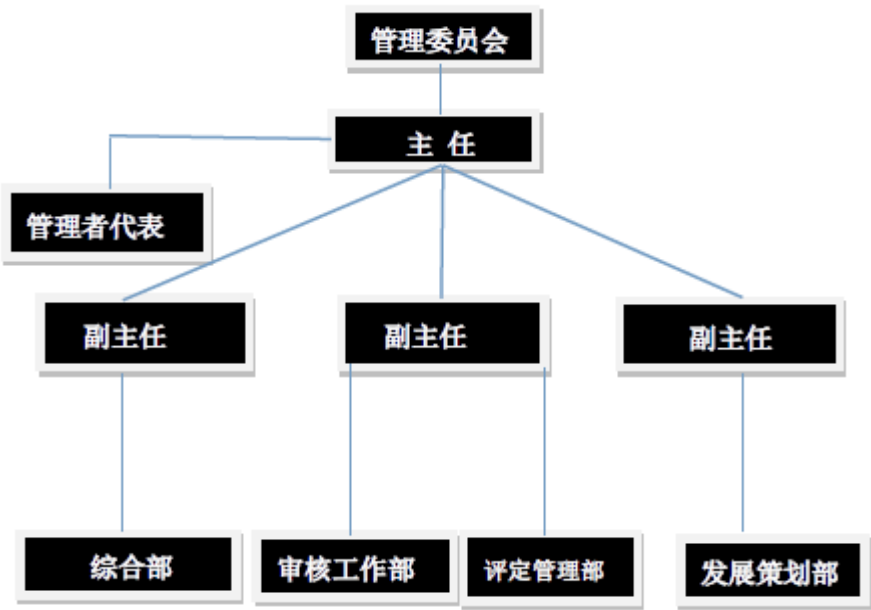 管理委员会
主 任
管理者代表
副主任
副主任
副主任
综合部
审核工作部
评定管理部
发展策划部